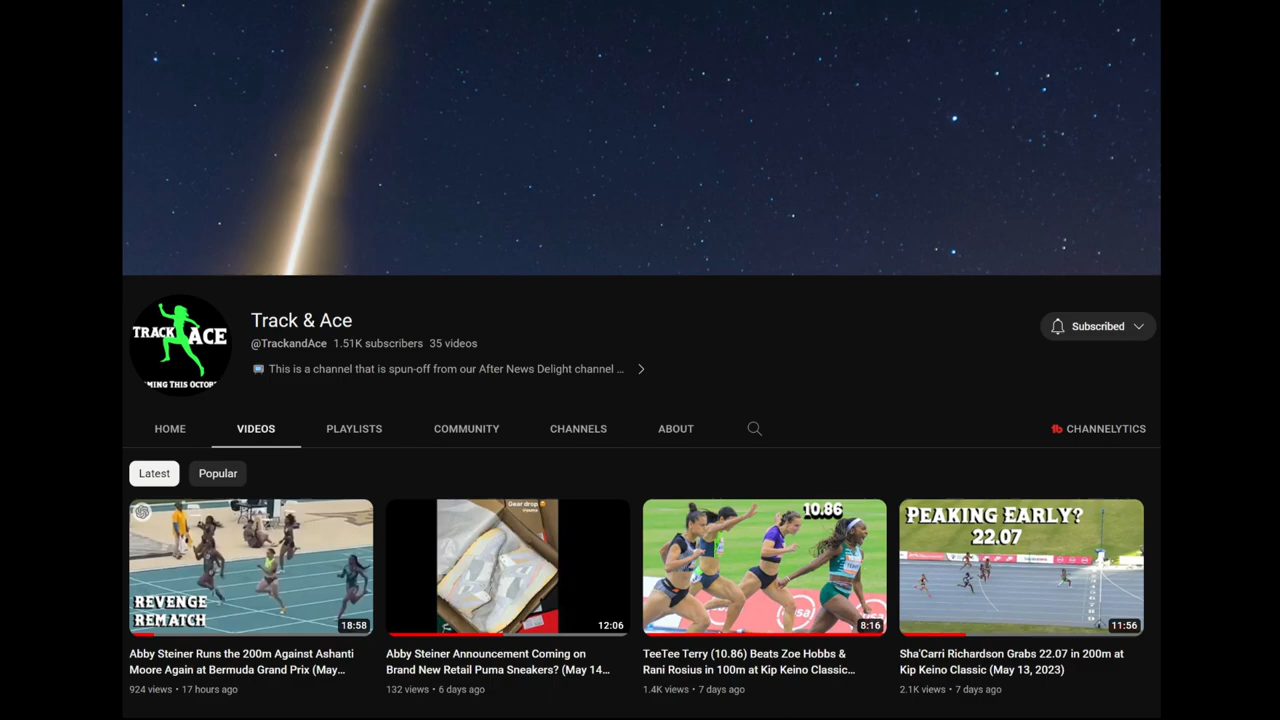 Track & Ace
@TrackandAce 1.51K subscribers 35 videos
This is a channel that is spun-off from our After News Delight channel ...
Subscribed
TRACK ACE
MING THIS OCTOB
HOME VIDEOS PLAYLISTS COMMUNITY CHANNELS ABOUT
CHANNELYTICS
Latest Popular
REVENGE
REMATCH
18:58
Gear drop
12:06
10.86
8:16
PEAKING EARLY?
22.07
11:56
Abby Steiner Runs the 200m Against Ashanti
Moore Again at Bermuda Grand Prix (May...
924 views • 17 hours ago
Abby Steiner Announcement Coming on
Brand New Retail Puma Sneakers? (May 14...
132 views • 6 days ago
TeeTee Terry (10.86) Beats Zoe Hobbs &
Rani Rosius in 100m at Kip Keino Classic...
1.4K views • 7 days ago
Sha'Carri Richardson Grabs 22.07 in 200m at
Kip Keino Classic (May 13, 2023)
2.1K views • 7 days ago